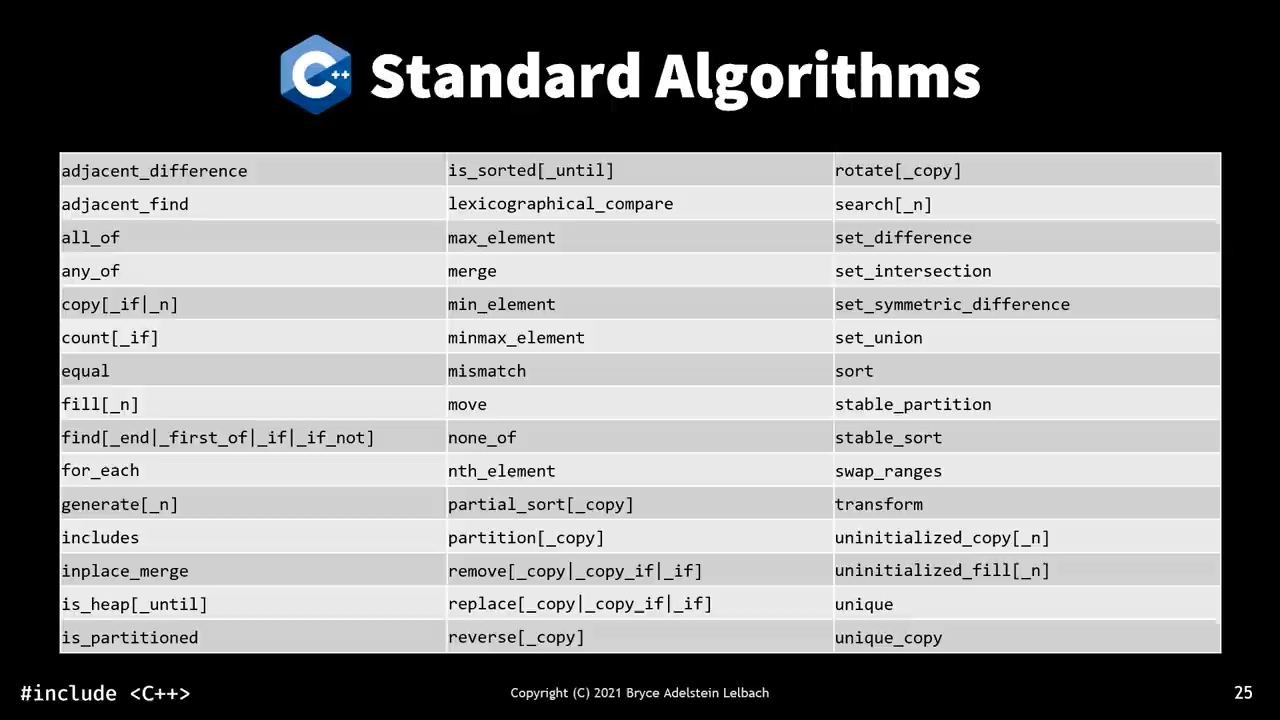 C++ Standard Algorithms
adjacent_difference is_sorted[_until] rotate[_copy]
adjacent_find lexicographical_compare search[_n]
all_of max_element set_difference
any_of merge set_intersection
copy[_if|_n] min_element set_symmetric_difference
count[_if] minmax_element set_union
equal mismatch sort
fill[_n] move stable_partition
find[_end|_first_of|_if|_if_not] none_of stable_sort
for_each nth_element swap_ranges
generate[_n] partial_sort[_copy] transform
includes partition[_copy] uninitialized_copy[_n]
inplace_merge remove[_copy|_copy_if|_if] uninitialized_fill[_n]
is_heap[_until] replace[_copy|_copy_if|_if] unique
is_partitioned reverse[_copy] unique_copy
#include <C++> Copyright (C) 2021 Bryce Adelstein Lelbach 25